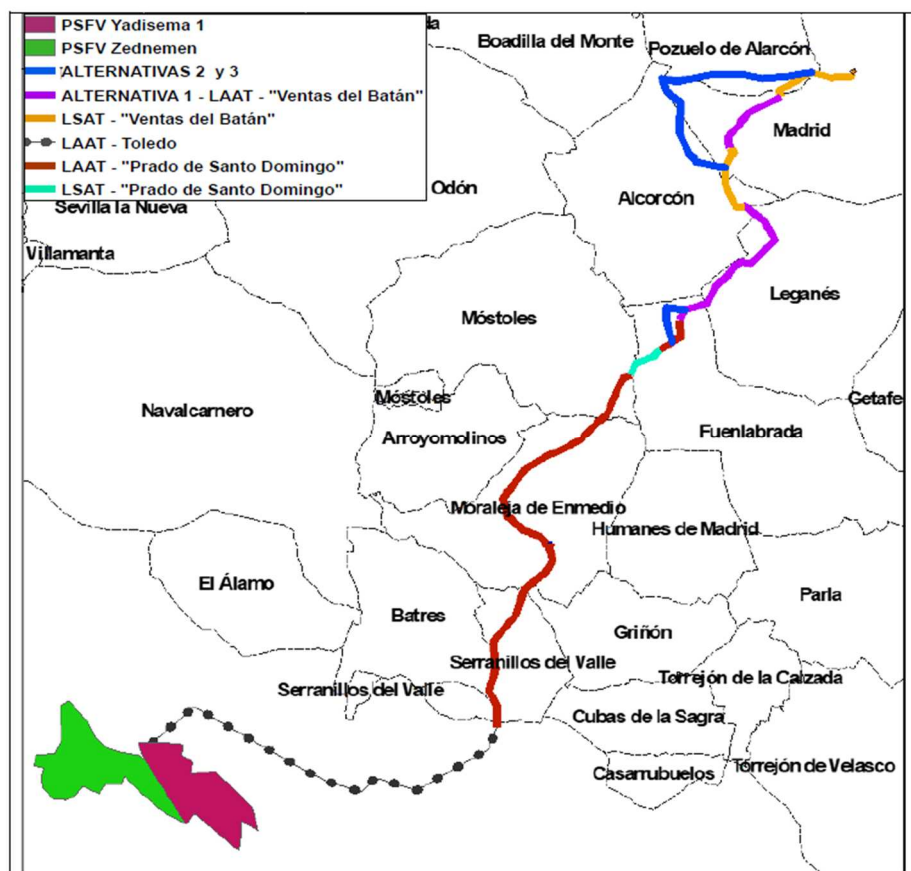 PSFV Yadisema 1
PSFV Zednemen
ALTERNATIVAS 2 y 3
ALTERNATIVA 1 - LAAT - "Ventas del Batán"
LSAT - "Ventas del Batán"
LAAT - Toledo
LAAT - "Prado de Santo Domingo"
LSAT - "Prado de Santo Domingo"
Boadilla del Monte
Pozuelo de Alarcón
Madrid
Odón
Alcorcón
Sevilla la Nueva
Villamanta
Leganés
Móstoles
Móstoles
Getafe
Navalcarnero
Arroyomolinos
Fuenlabrada
Moraleja de Enmedio
Humanes de Madrid
El Álamo
Parla
Batres
Griñón
Serranillos del Valle
Torrejón de la Calzada
Serranillos del Valle
Cubas de la Sagra
Casarrubuelos
Torrejón de Velasco